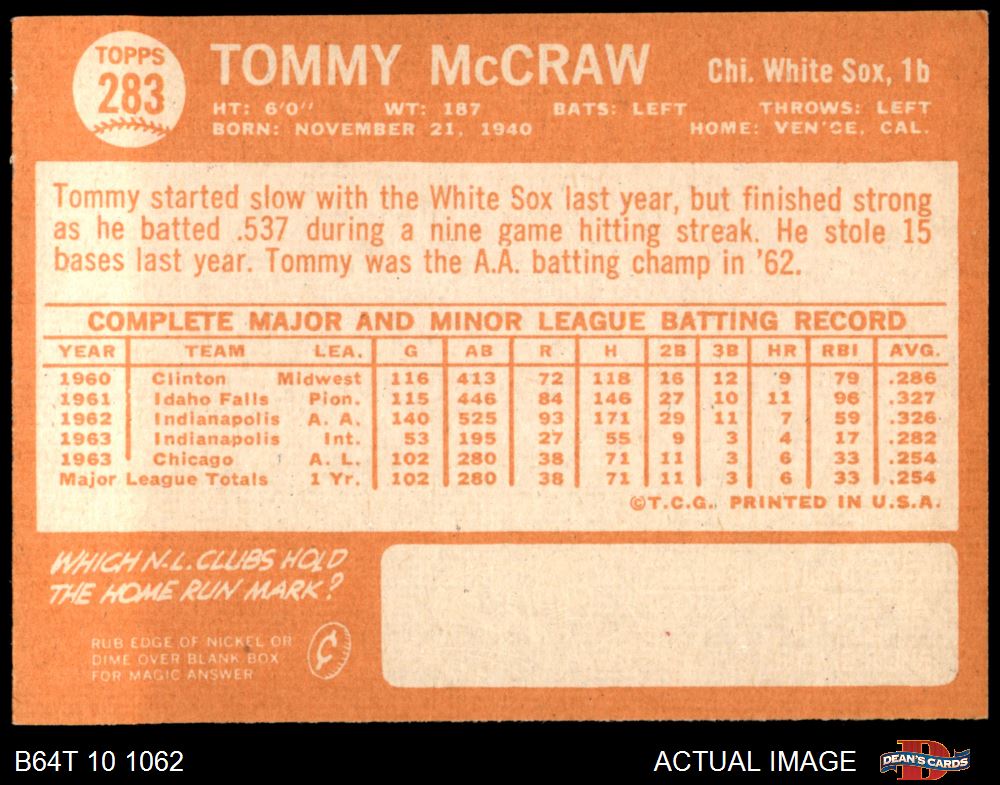 TOPPS
283
TOMMY McCRAW
Chi. White Sox, 1b
HT: 6'0" WT: 187 BATS: LEFT THROWS: LEFT
BORN: NOVEMBER 21, 1940 HOME: VEN'CE, CAL.
Tommy started slow with the White Sox last year, but finished strong
as he batted .537 during a nine game hitting streak. He stole 15
bases last year. Tommy was the A.A. batting champ in '62.
COMPLETE MAJOR AND MINOR LEAGUE BATTING RECORD
YEAR TEAM LEA. G AB R H 2B 3B HR RBI AVG.
1960 Clinton Midwest 116 413 72 118 16 12 9 79 .286
1961 Idaho Falls Pion. 115 446 84 146 27 10 11 96 .327
1962 Indianapolis A. A. 140 525 93 171 29 11 7 59 .326
1963 Indianapolis Int. 53 195 27 55 9 3 4 17 .282
1963 Chicago A. L. 102 280 38 71 11 3 6 33 .254
Major League Totals 1 Yr. 102 280 38 71 11 3 6 33 .254
©T.C.G. PRINTED IN U.S.A.
WHICH N.L. CLUBS HOLD
THE HOME RUN MARK?
RUB EDGE OF NICKEL OR
DIME OVER BLANK BOX
FOR MAGIC ANSWER
¢
B64T 10 1062 ACTUAL IMAGE
DEAN'S CARDS